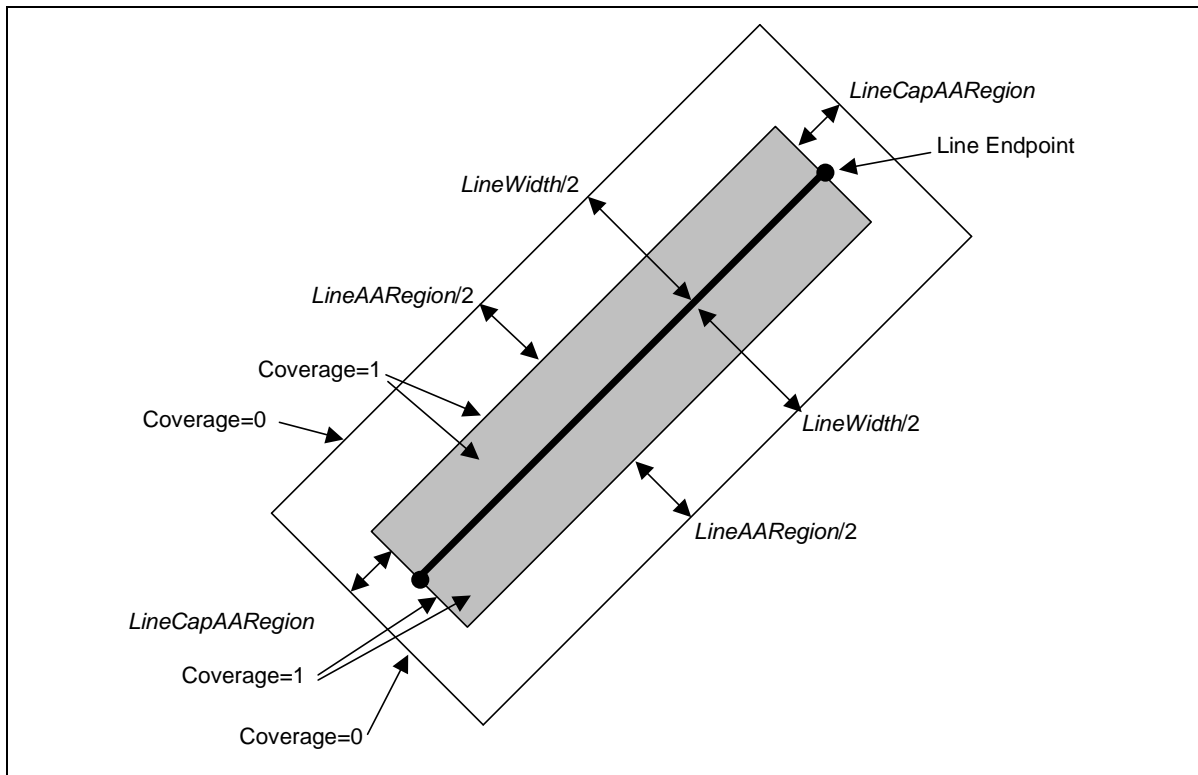 LineCapAARegion
Line Endpoint
LineWidth/2
LineAARegion/2
Coverage=1
Coverage=0
LineWidth/2
LineAARegion/2
LineCapAARegion
Coverage=1
Coverage=0